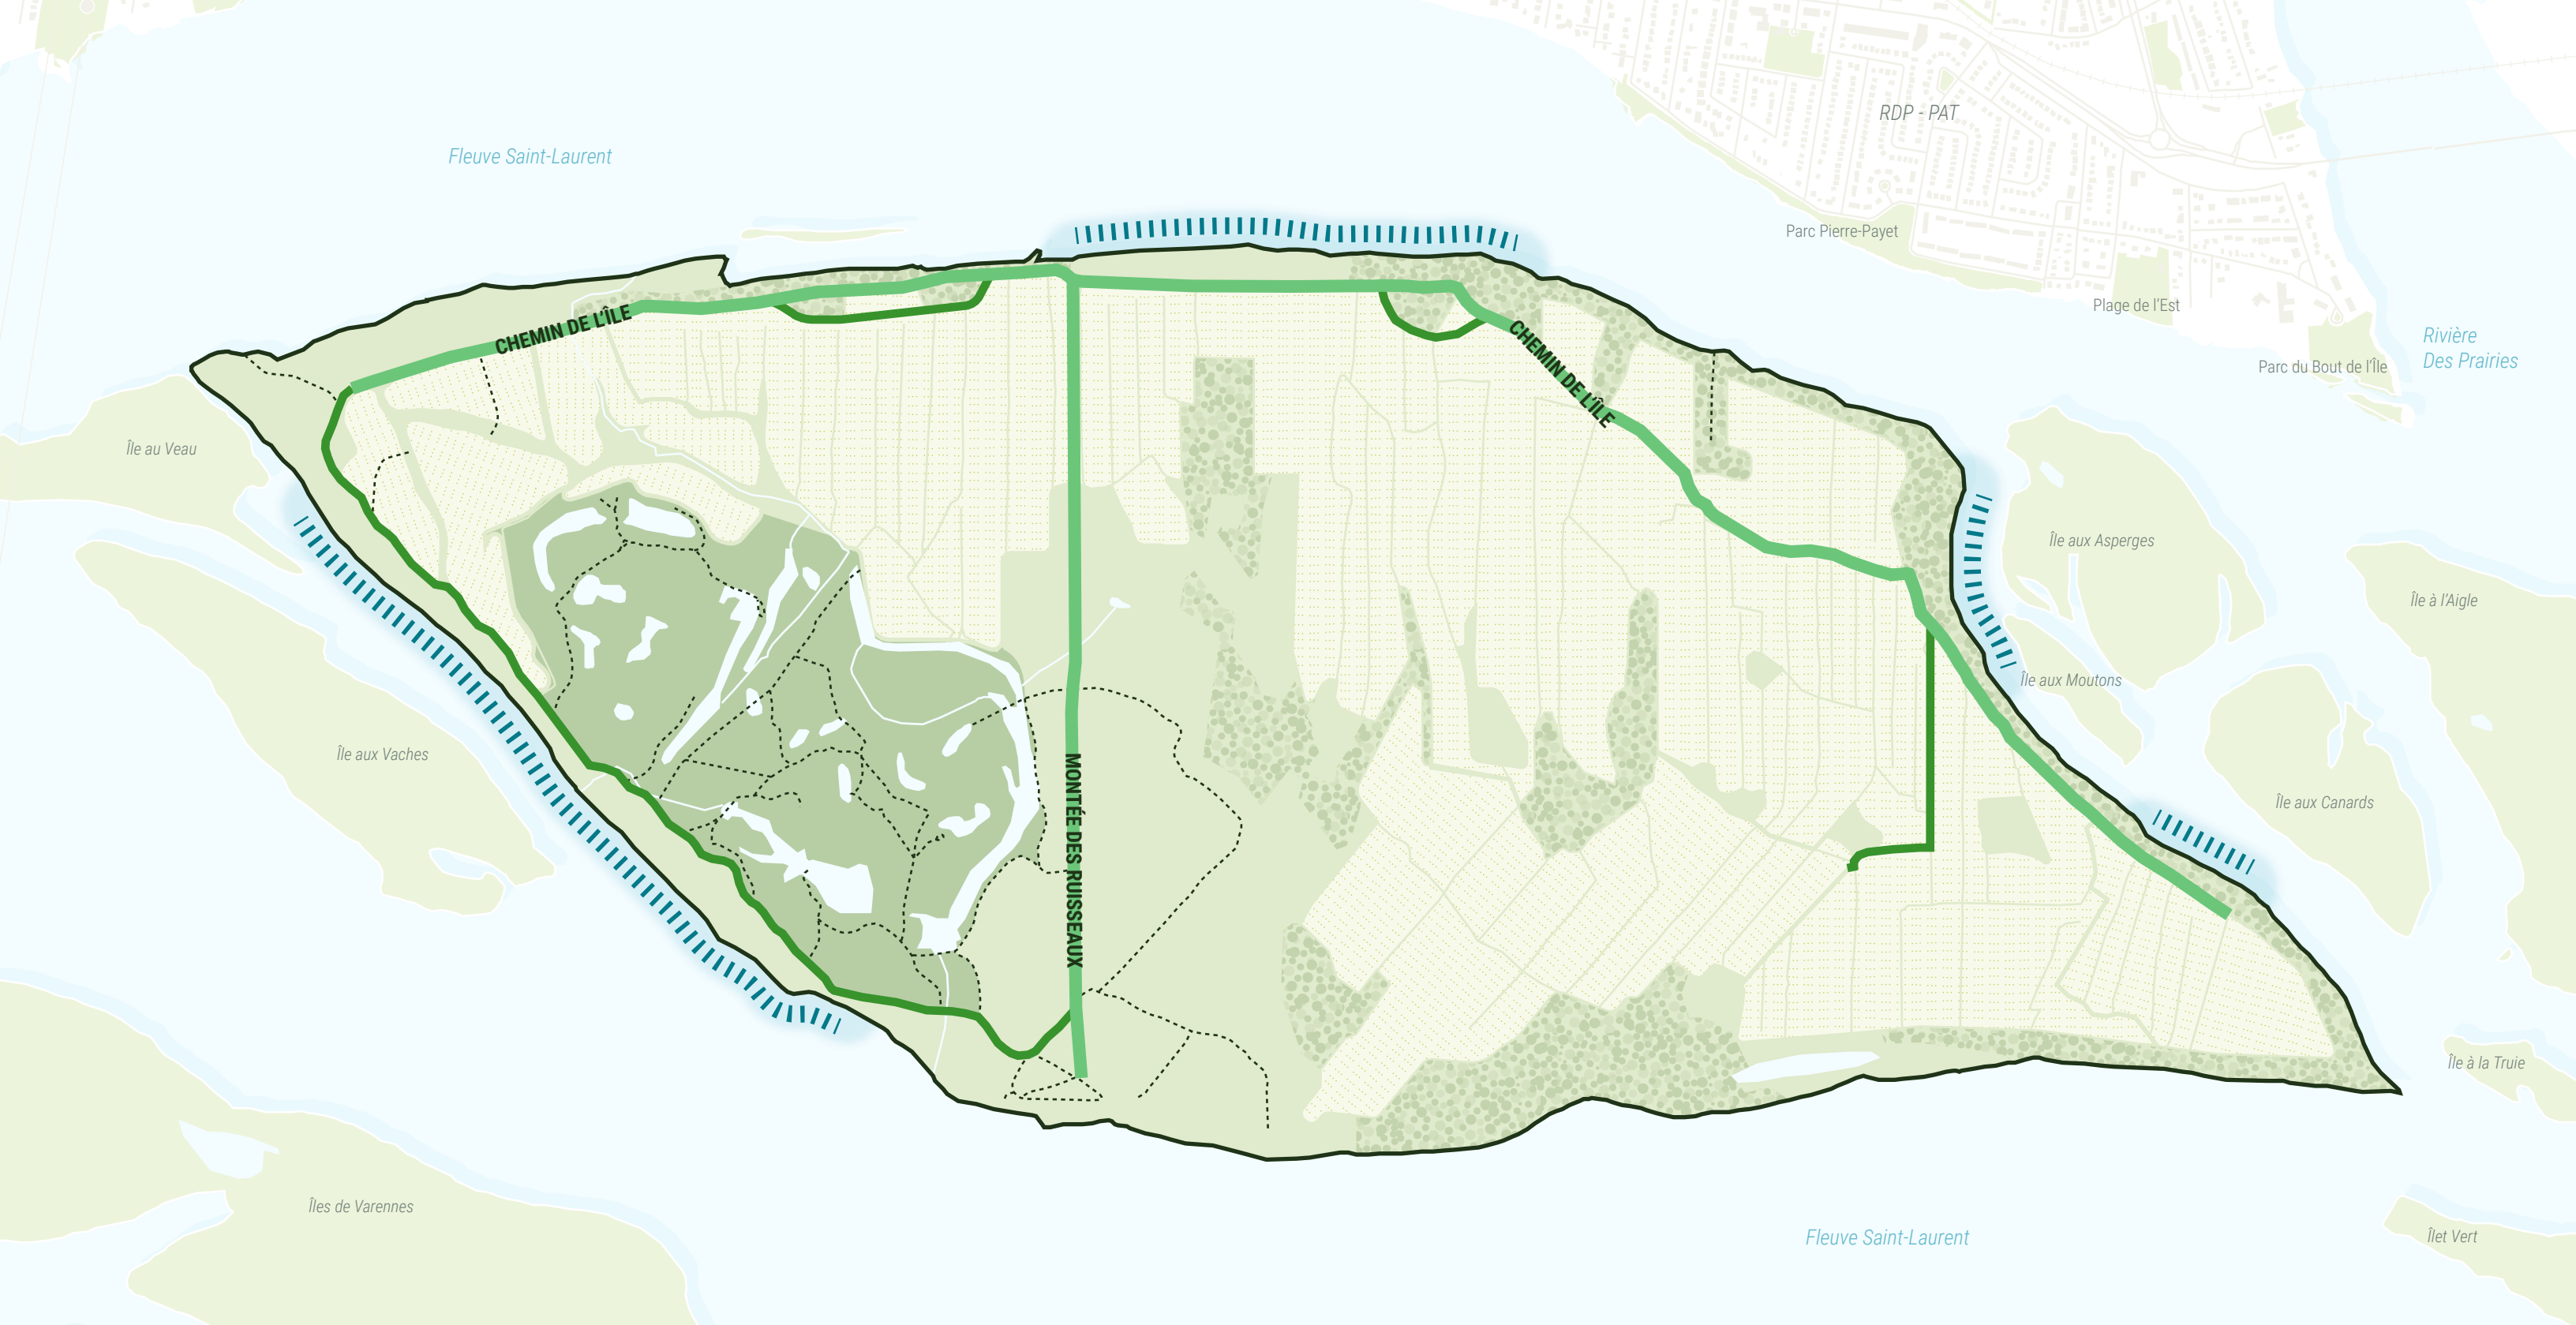 RDP - PAT
Fleuve Saint-Laurent
Parc Pierre-Payet
Plage de l'Est
Rivière
Des Prairies
CHEMIN DE L'ÎLE
CHEMIN DE L'ÎLE
Parc du Bout de l'Île
Île au Veau
Île aux Asperges
Île à l'Aigle
Île aux Moutons
Île aux Vaches
MONTÉE DES RUISSEAUX
Île aux Canards
Île à la Truie
Îles de Varennes
Fleuve Saint-Laurent
Îlet Vert